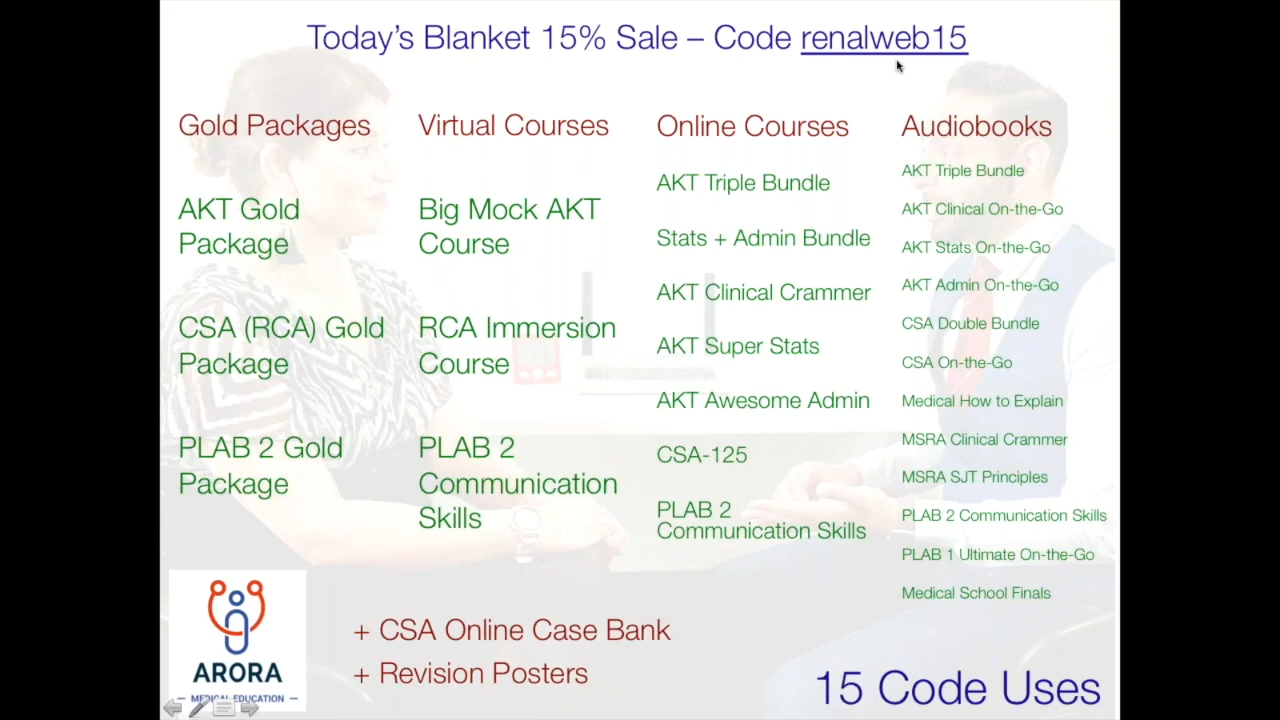 Today's Blanket 15% Sale – Code renalweb15
Gold Packages
AKT Gold
Package
CSA (RCA) Gold
Package
PLAB 2 Gold
Package
Virtual Courses
Big Mock AKT
Course
RCA Immersion
Course
PLAB 2
Communication
Skills
Online Courses
AKT Triple Bundle
Stats + Admin Bundle
AKT Clinical Crammer
AKT Super Stats
AKT Awesome Admin
CSA-125
PLAB 2
Communication Skills
Audiobooks
AKT Triple Bundle
AKT Clinical On-the-Go
AKT Stats On-the-Go
AKT Admin On-the-Go
CSA Double Bundle
CSA On-the-Go
Medical How to Explain
MSRA Clinical Crammer
MSRA SJT Principles
PLAB 2 Communication Skills
PLAB 1 Ultimate On-the-Go
Medical School Finals
ARORA
– MEDICAL EDUCATION –
+ CSA Online Case Bank
+ Revision Posters
15 Code Uses